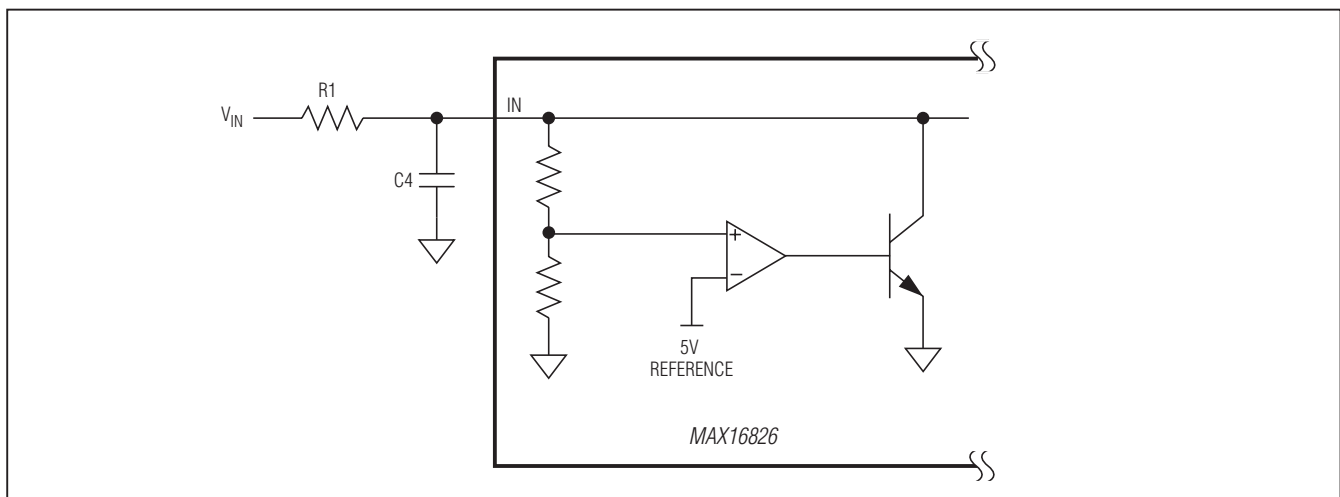 R1
V_IN
IN
C4
+
−
5V
REFERENCE
MAX16826